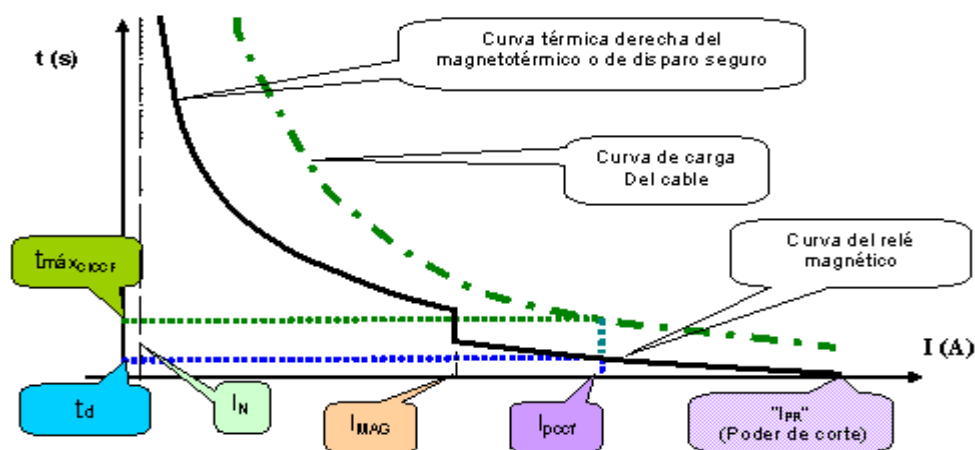 t (s)
Curva térmica derecha del
magnetotérmico o de disparo seguro
Curva de carga
Del cable
Curva del relé
magnético
tmáxCICCF
I (A)
td
IN
IMAG
Ipccf
"IPR"
(Poder de corte)